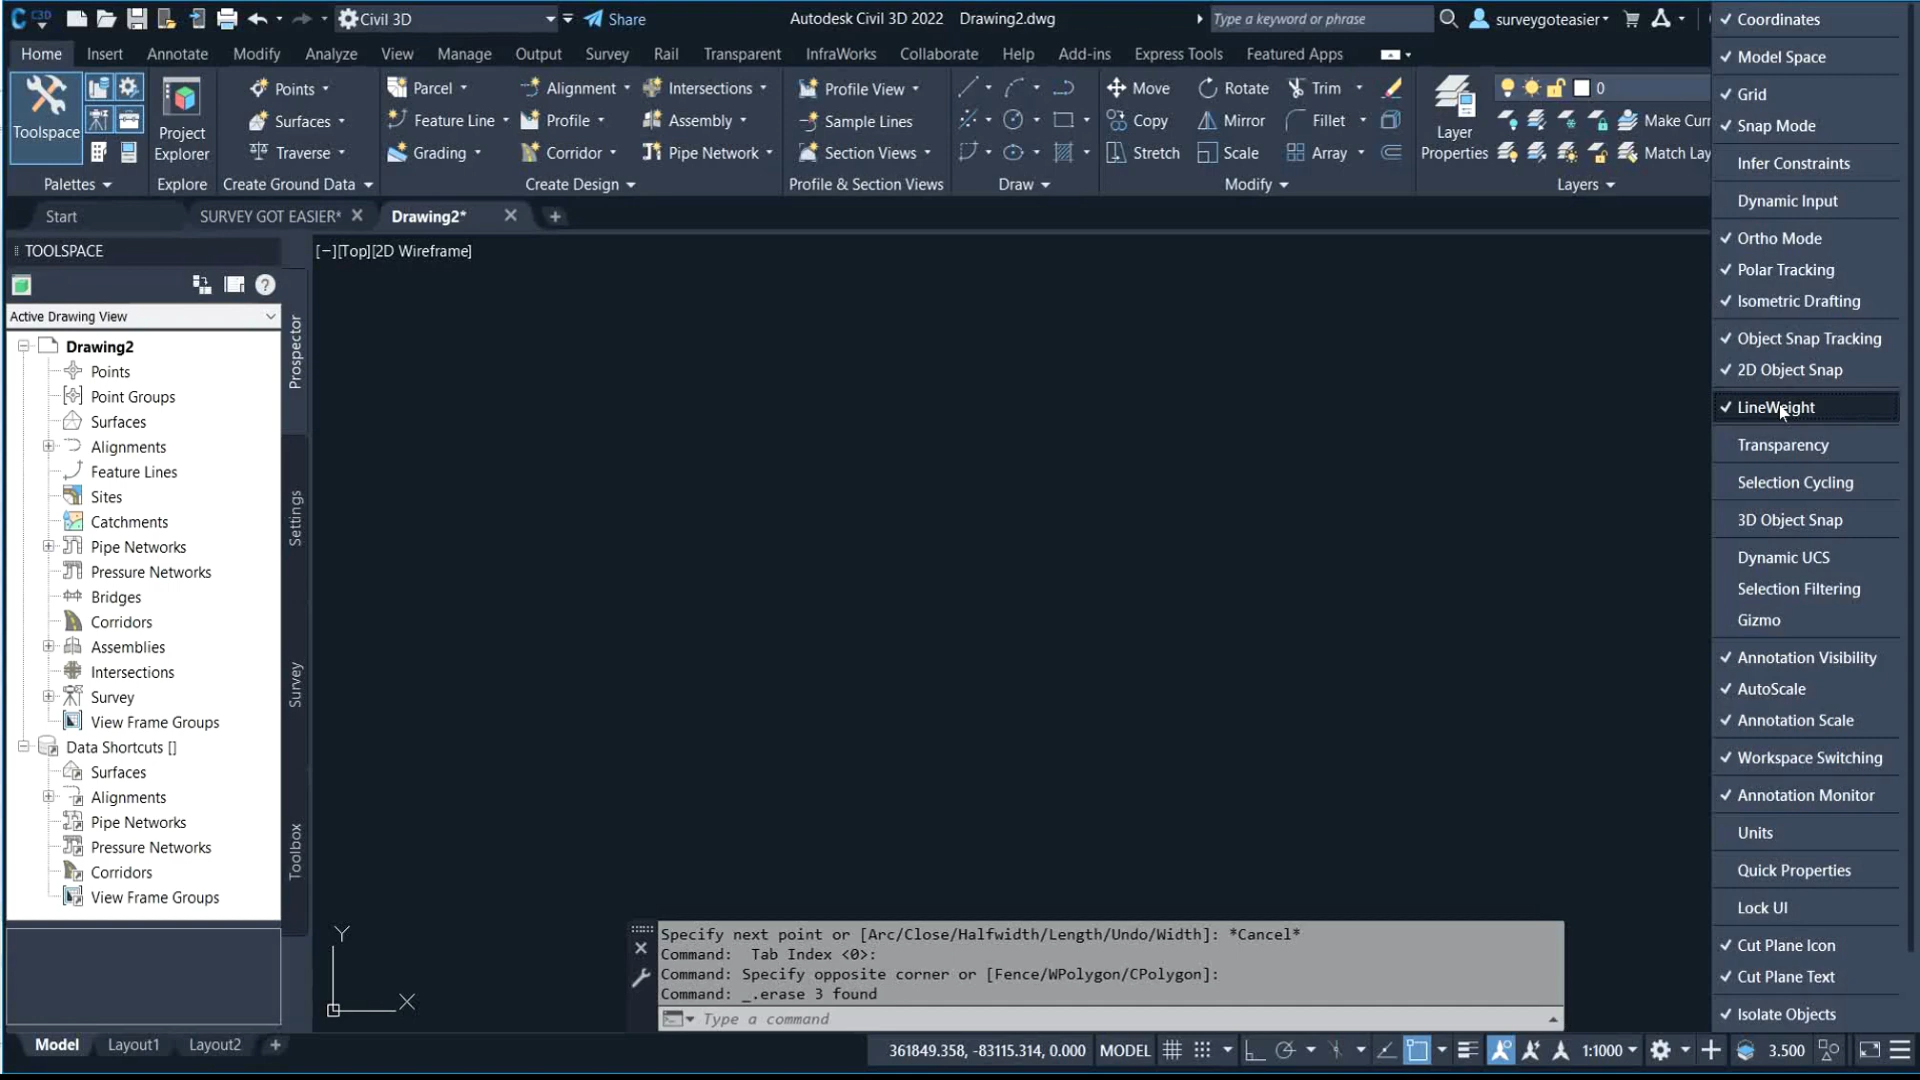 C3D
Civil 3D
Share
Autodesk Civil 3D 2022 Drawing2.dwg
Type a keyword or phrase
surveygoteasier
Home Insert Annotate Modify Analyze View Manage Output Survey Rail Transparent InfraWorks Collaborate Help Add-ins Express Tools Featured Apps
Toolspace
Project Explorer
Points
Surfaces
Traverse
Parcel
Feature Line
Grading
Alignment
Profile
Corridor
Intersections
Assembly
Pipe Network
Profile View
Sample Lines
Section Views
Move
Copy
Stretch
Rotate
Mirror
Scale
Trim
Fillet
Array
Layer Properties
0
Make Curr
Match Lay
Palettes
Explore
Create Ground Data
Create Design
Profile & Section Views
Draw
Modify
Layers
Start
SURVEY GOT EASIER*
Drawing2*
TOOLSPACE
[−][Top][2D Wireframe]
Active Drawing View
Drawing2
Points
Point Groups
Surfaces
Alignments
Feature Lines
Sites
Catchments
Pipe Networks
Pressure Networks
Bridges
Corridors
Assemblies
Intersections
Survey
View Frame Groups
Data Shortcuts []
Surfaces
Alignments
Pipe Networks
Pressure Networks
Corridors
View Frame Groups
Prospector
Settings
Survey
Toolbox
Y
X
Specify next point or [Arc/Close/Halfwidth/Length/Undo/Width]: *Cancel*
Command: Tab Index <0>:
Command: Specify opposite corner or [Fence/WPolygon/CPolygon]:
Command: _.erase 3 found
Type a command
Model Layout1 Layout2
361849.358, -83115.314, 0.000 MODEL 1:1000 3.500
Coordinates
Model Space
Grid
Snap Mode
Infer Constraints
Dynamic Input
Ortho Mode
Polar Tracking
Isometric Drafting
Object Snap Tracking
2D Object Snap
LineWeight
Transparency
Selection Cycling
3D Object Snap
Dynamic UCS
Selection Filtering
Gizmo
Annotation Visibility
AutoScale
Annotation Scale
Workspace Switching
Annotation Monitor
Units
Quick Properties
Lock UI
Cut Plane Icon
Cut Plane Text
Isolate Objects